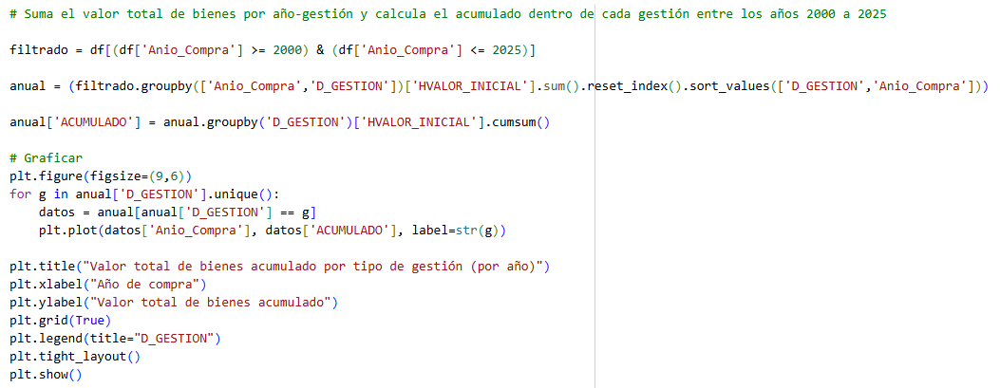 # Suma el valor total de bienes por año-gestión y calcula el acumulado dentro de cada gestión entre los años 2000 a 2025
filtrado = df[(df['Anio_Compra'] >= 2000) & (df['Anio_Compra'] <= 2025)]
anual = (filtrado.groupby(['Anio_Compra','D_GESTION'])['HVALOR_INICIAL'].sum().reset_index().sort_values(['D_GESTION','Anio_Compra']))
anual['ACUMULADO'] = anual.groupby('D_GESTION')['HVALOR_INICIAL'].cumsum()
# Graficar
plt.figure(figsize=(9,6))
for g in anual['D_GESTION'].unique():
    datos = anual[anual['D_GESTION'] == g]
    plt.plot(datos['Anio_Compra'], datos['ACUMULADO'], label=str(g))
plt.title("Valor total de bienes acumulado por tipo de gestión (por año)")
plt.xlabel("Año de compra")
plt.ylabel("Valor total de bienes acumulado")
plt.grid(True)
plt.legend(title="D_GESTION")
plt.tight_layout()
plt.show()